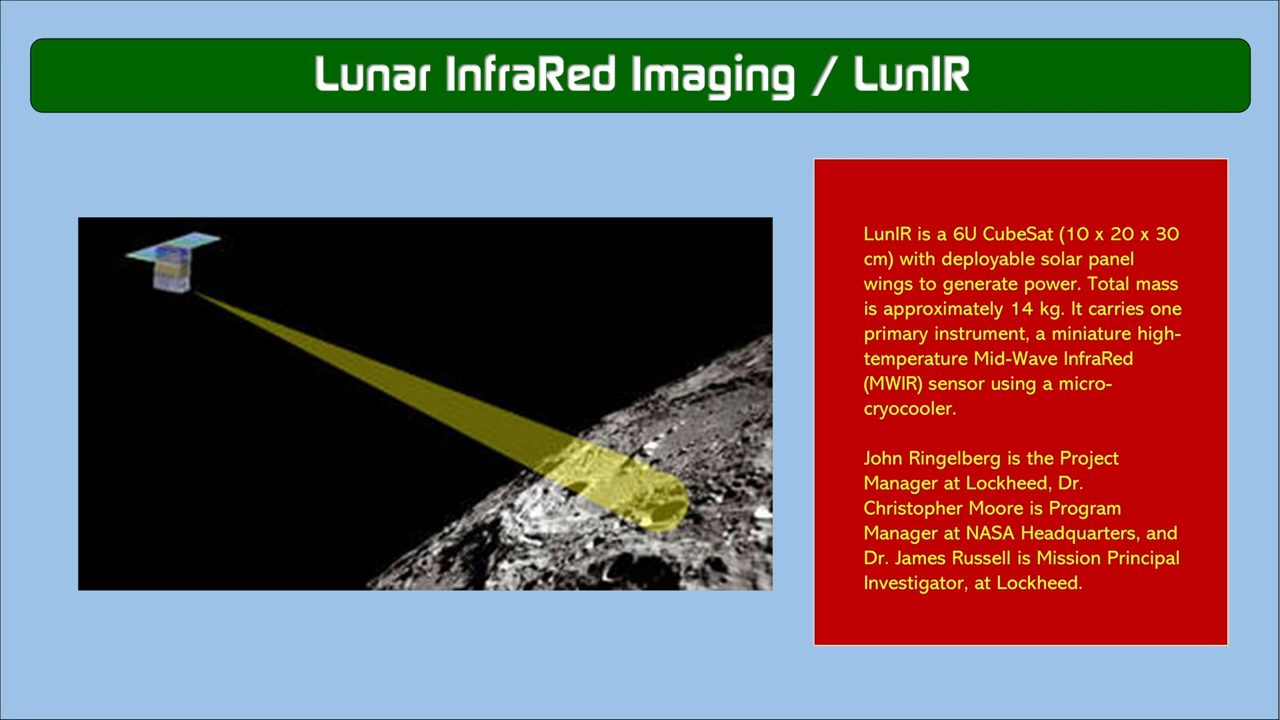 Lunar InfraRed Imaging / LunIR
LunIR is a 6U CubeSat (10 x 20 x 30
cm) with deployable solar panel
wings to generate power. Total mass
is approximately 14 kg. It carries one
primary instrument, a miniature high-
temperature Mid-Wave InfraRed
(MWIR) sensor using a micro-
cryocooler.
John Ringelberg is the Project
Manager at Lockheed, Dr.
Christopher Moore is Program
Manager at NASA Headquarters, and
Dr. James Russell is Mission Principal
Investigator, at Lockheed.